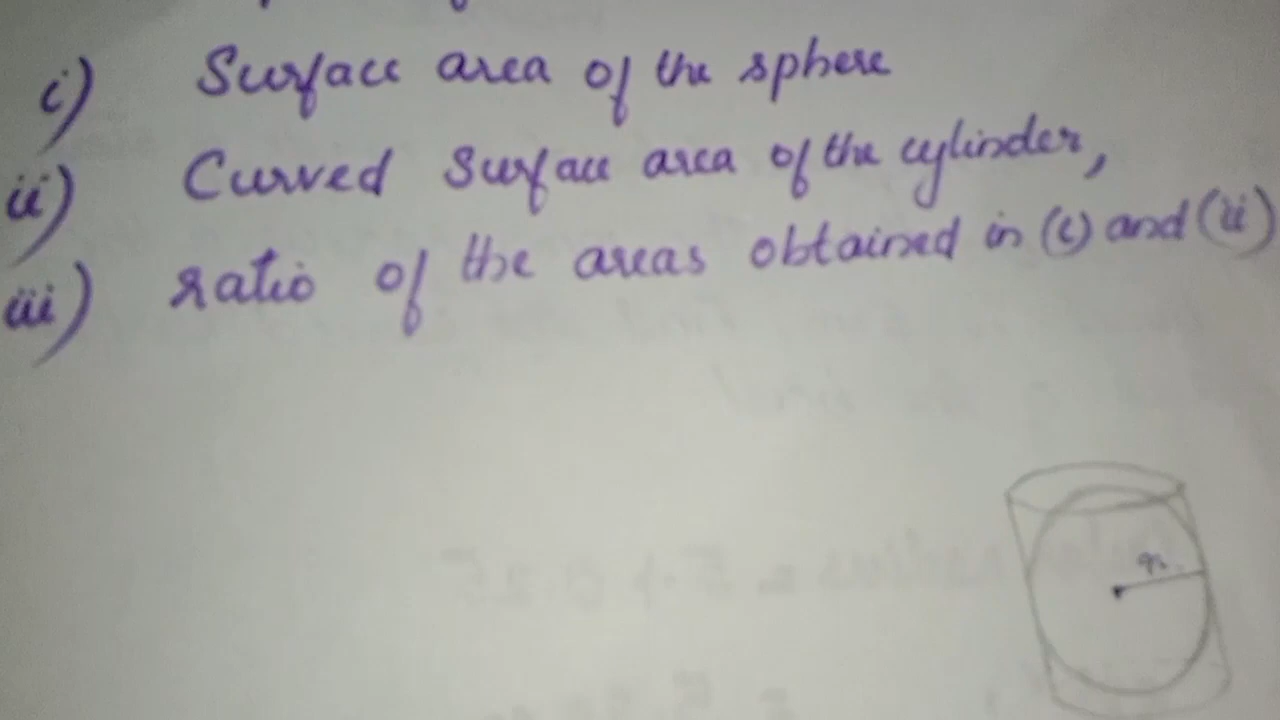 i) Surface area of the sphere
ii) Curved Surface area of the cylinder,
iii) ratio of the areas obtained in (i) and (ii)
r